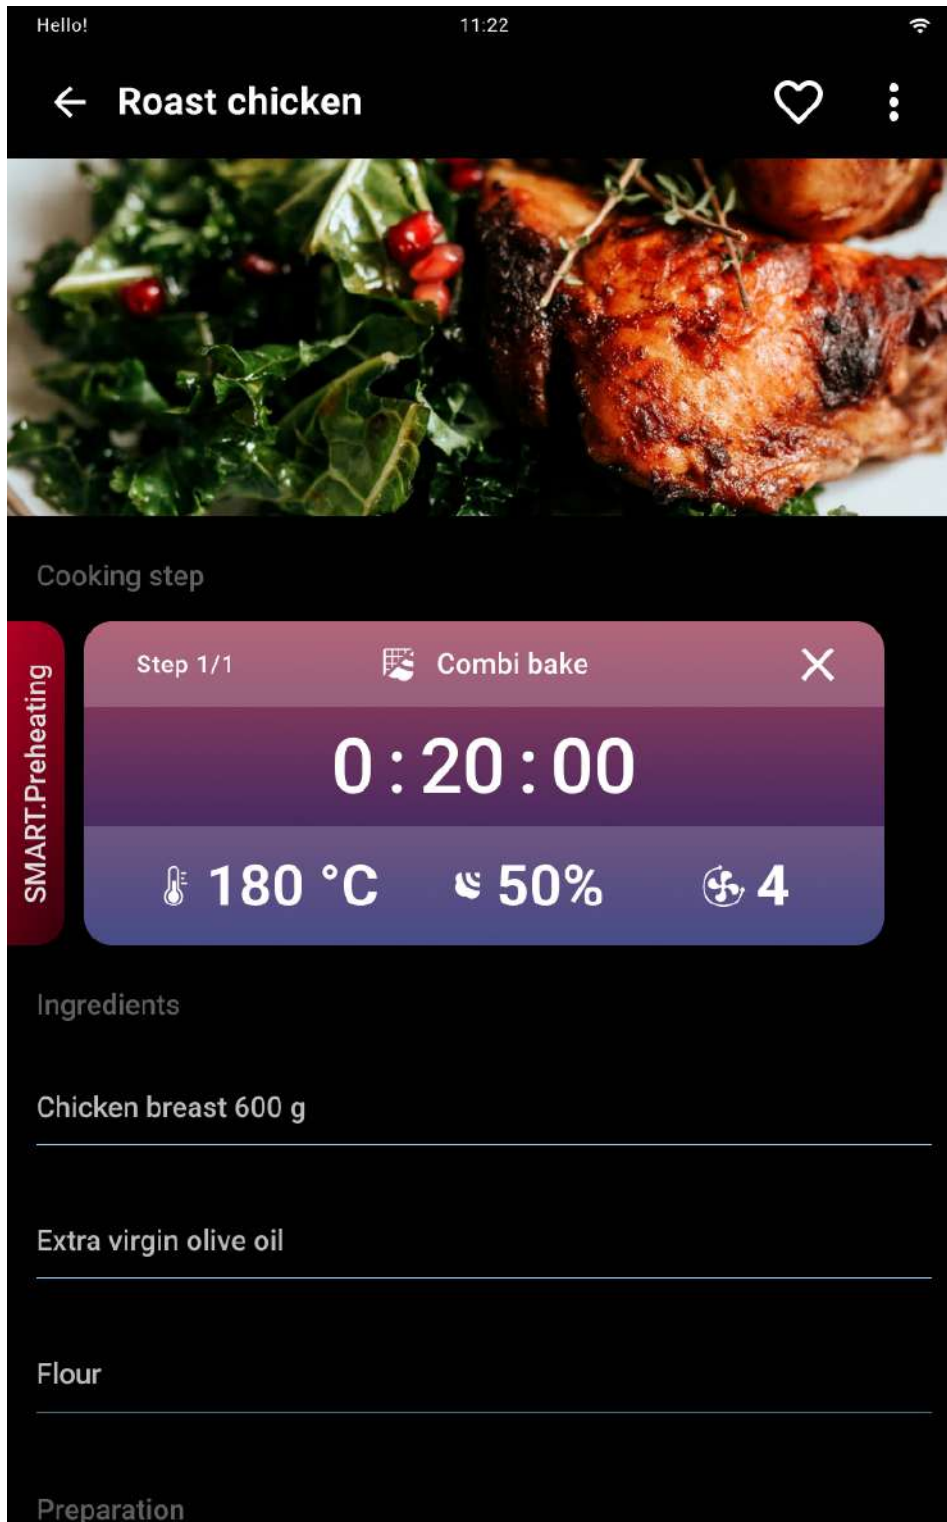 Hello! 11:22
Roast chicken
Cooking step
SMART.Preheating
Step 1/1 Combi bake
0:20:00
180 °C 50% 4
Ingredients
Chicken breast 600 g
Extra virgin olive oil
Flour
Preparation